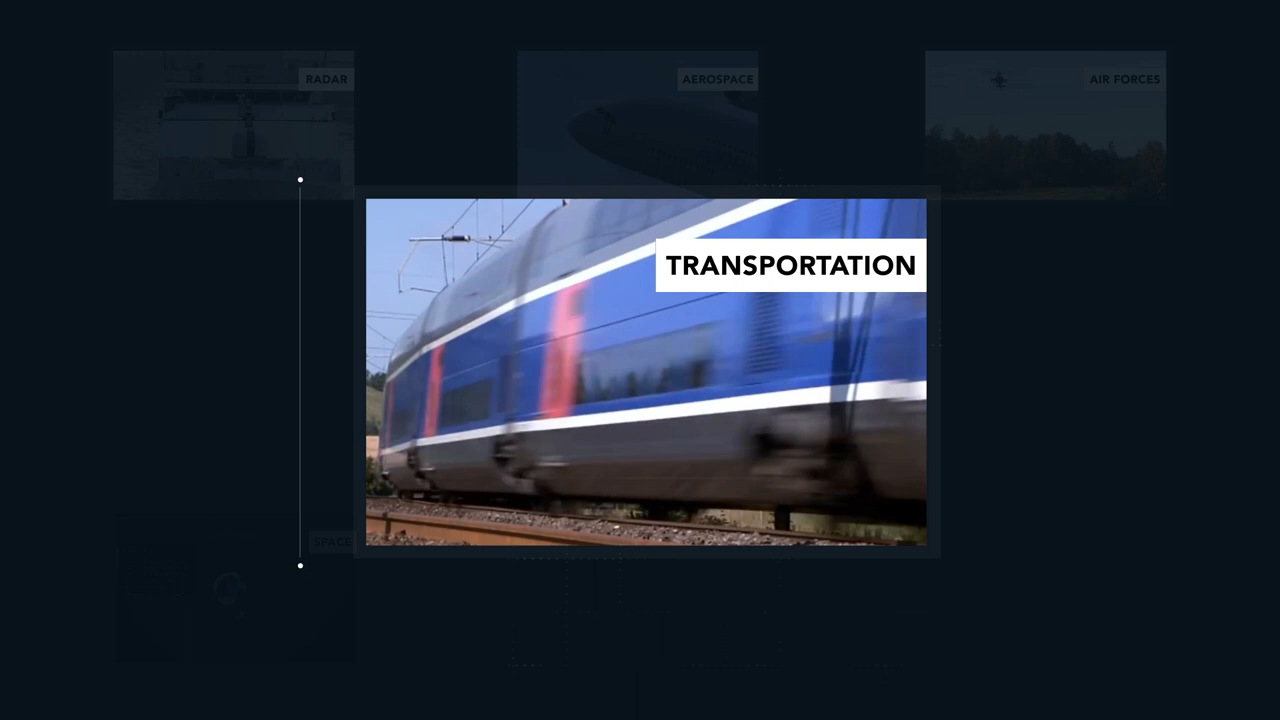 RADAR
AEROSPACE
AIR FORCES
TRANSPORTATION
SPACE